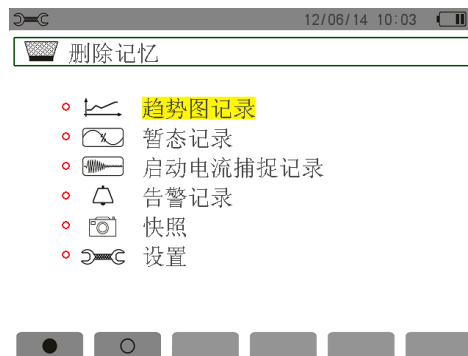 12/06/14 10:03
删除记忆
趋势图记录
暂态记录
启动电流捕捉记录
告警记录
快照
设置